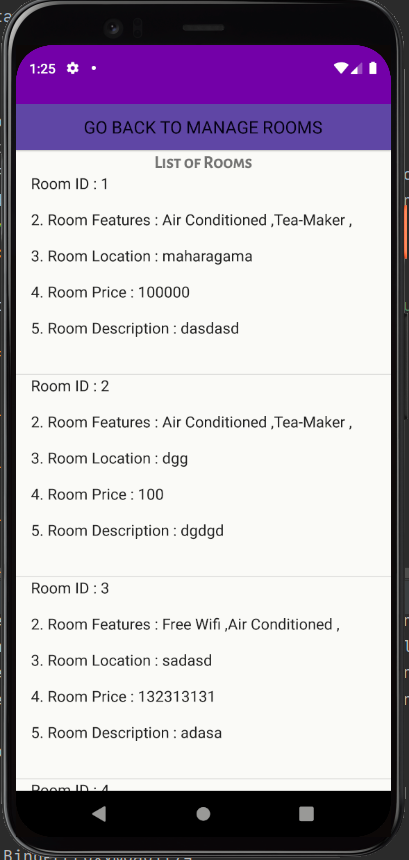 1:25
GO BACK TO MANAGE ROOMS
List of Rooms
Room ID : 1
2. Room Features : Air Conditioned ,Tea-Maker ,
3. Room Location : maharagama
4. Room Price : 100000
5. Room Description : dasdasd
Room ID : 2
2. Room Features : Air Conditioned ,Tea-Maker ,
3. Room Location : dgg
4. Room Price : 100
5. Room Description : dgdgd
Room ID : 3
2. Room Features : Free Wifi ,Air Conditioned ,
3. Room Location : sadasd
4. Room Price : 132313131
5. Room Description : adasa
Room ID : 4